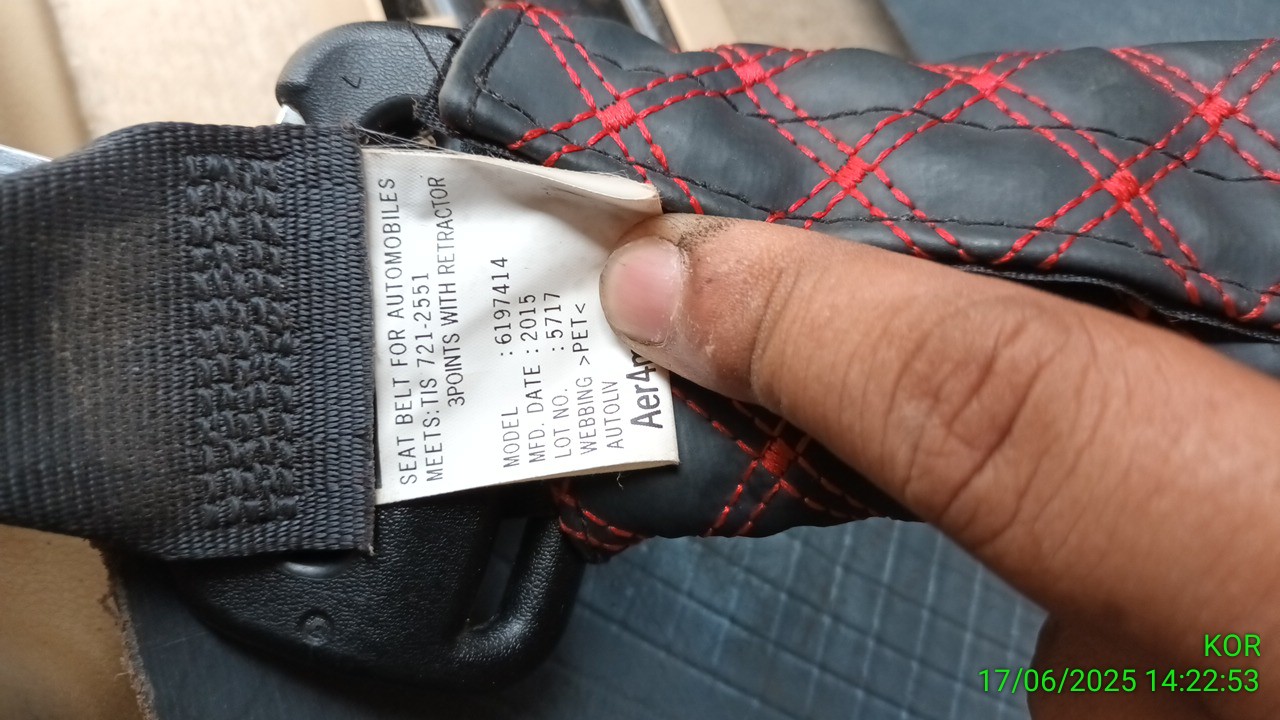 SEAT BELT FOR AUTOMOBILES
MEETS:TIS 721-2551
3POINTS WITH RETRACTOR
MODEL :6197414
MFD. DATE :2015
LOT NO. :5717
WEBBING >PET<
AUTOLIV
KOR
17/06/2025 14:22:53